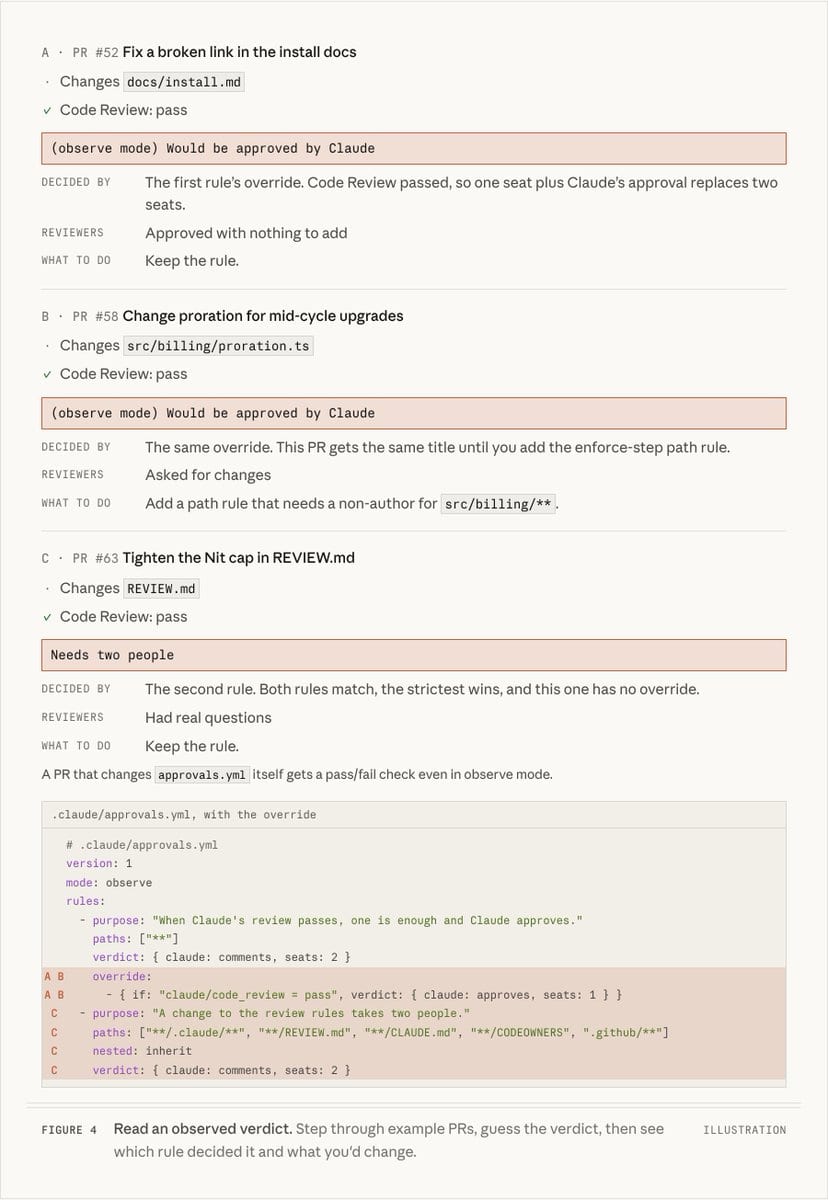 A · PR #52 Fix a broken link in the install docs
· Changes docs/install.md
✓ Code Review: pass
(observe mode) Would be approved by Claude
DECIDED BY The first rule's override. Code Review passed, so one seat plus Claude's approval replaces two
seats.
REVIEWERS Approved with nothing to add
WHAT TO DO Keep the rule.
B · PR #58 Change proration for mid-cycle upgrades
· Changes src/billing/proration.ts
✓ Code Review: pass
(observe mode) Would be approved by Claude
DECIDED BY The same override. This PR gets the same title until you add the enforce-step path rule.
REVIEWERS Asked for changes
WHAT TO DO Add a path rule that needs a non-author for src/billing/**.
C · PR #63 Tighten the Nit cap in REVIEW.md
· Changes REVIEW.md
✓ Code Review: pass
Needs two people
DECIDED BY The second rule. Both rules match, the strictest wins, and this one has no override.
REVIEWERS Had real questions
WHAT TO DO Keep the rule.
A PR that changes approvals.yml itself gets a pass/fail check even in observe mode.
.claude/approvals.yml, with the override
# .claude/approvals.yml
version: 1
mode: observe
rules:
- purpose: "When Claude's review passes, one is enough and Claude approves."
paths: ["**"]
verdict: { claude: comments, seats: 2 }
A B override:
A B - { if: "claude/code_review = pass", verdict: { claude: approves, seats: 1 } }
C - purpose: "A change to the review rules takes two people."
C paths: ["**/.claude/**", "**/REVIEW.md", "**/CLAUDE.md", "**/CODEOWNERS", ".github/**"]
C nested: inherit
C verdict: { claude: comments, seats: 2 }
FIGURE 4 Read an observed verdict. Step through example PRs, guess the verdict, then see ILLUSTRATION
which rule decided it and what you'd change.